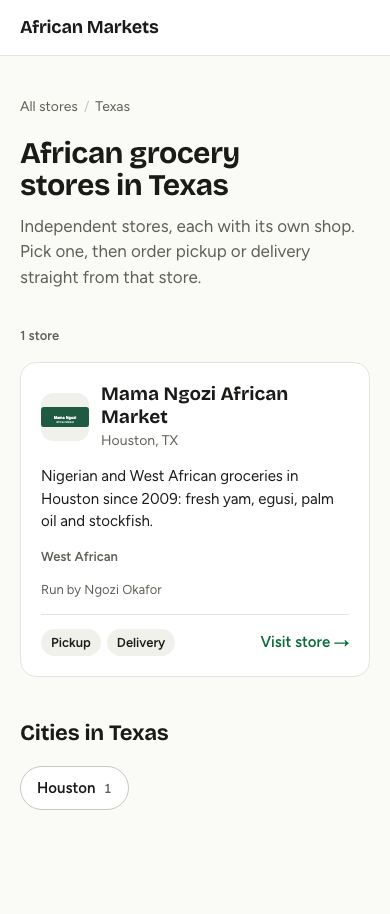 African Markets
All stores / Texas
African grocery
stores in Texas
Independent stores, each with its own shop.
Pick one, then order pickup or delivery
straight from that store.
1 store
Mama Ngozi
Mama Ngozi African
Market
Houston, TX
Nigerian and West African groceries in
Houston since 2009: fresh yam, egusi, palm
oil and stockfish.
West African
Run by Ngozi Okafor
Pickup Delivery Visit store →
Cities in Texas
Houston 1